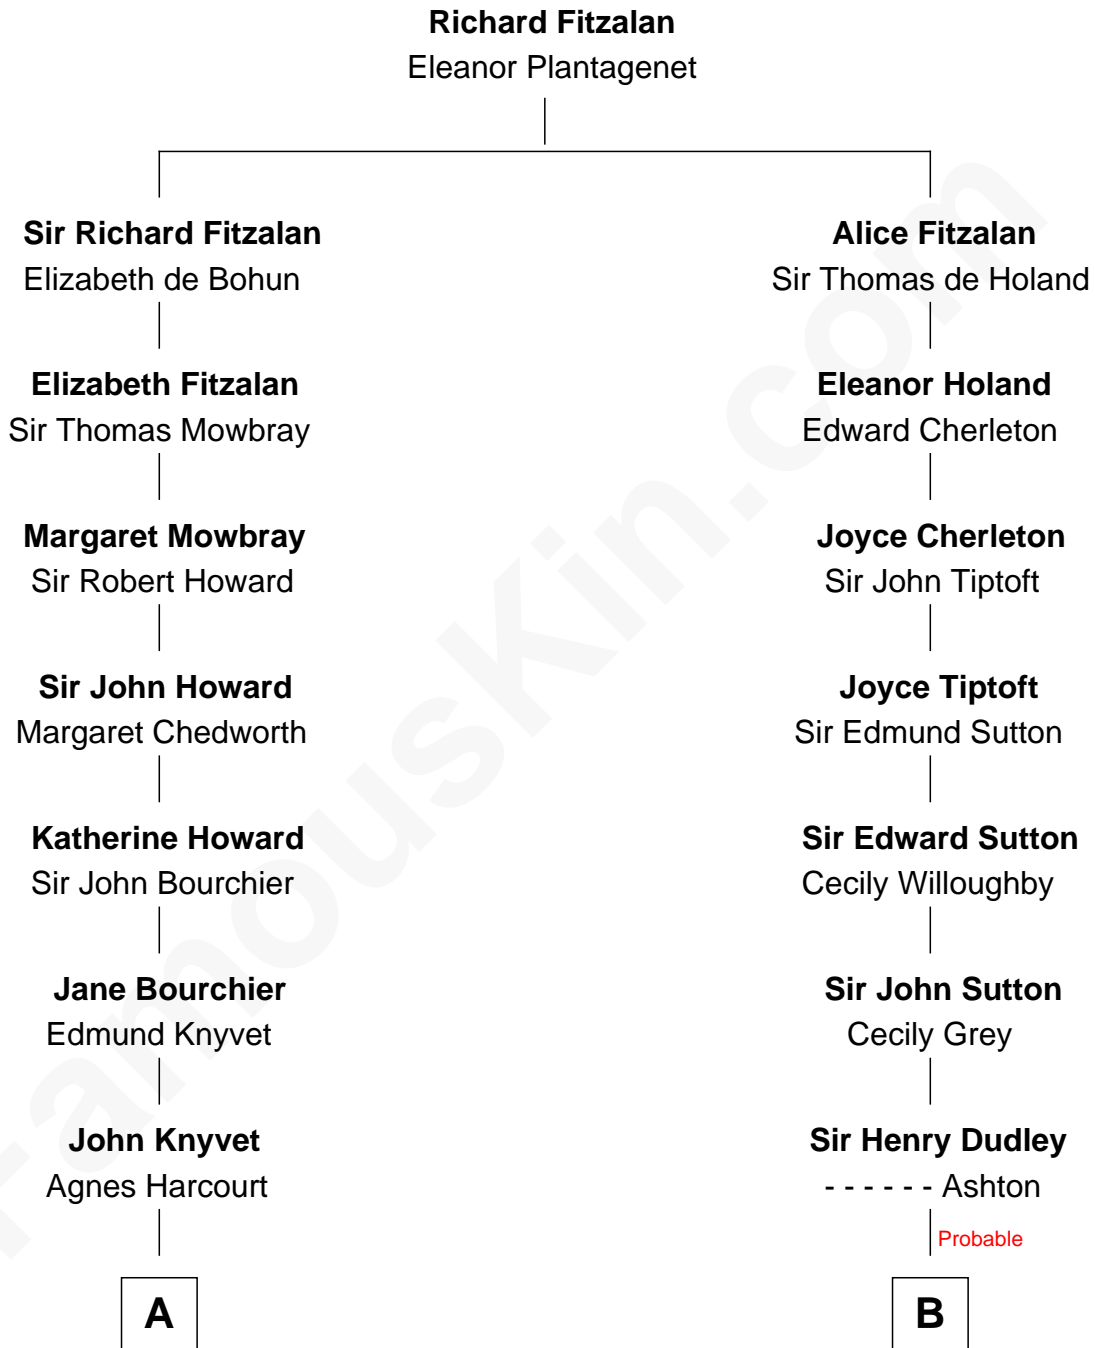 Richard Fitzalan
Eleanor Plantagenet
Sir Richard Fitzalan
Elizabeth de Bohun
Elizabeth Fitzalan
Sir Thomas Mowbray
Margaret Mowbray
Sir Robert Howard
Sir John Howard
Margaret Chedworth
Katherine Howard
Sir John Bourchier
Jane Bourchier
Edmund Knyvet
John Knyvet
Agnes Harcourt
A
Alice Fitzalan
Sir Thomas de Holand
Eleanor Holand
Edward Cherleton
Joyce Cherleton
Sir John Tiptoft
Joyce Tiptoft
Sir Edmund Sutton
Sir Edward Sutton
Cecily Willoughby
Sir John Sutton
Cecily Grey
Sir Henry Dudley
- - - - - - Ashton
Probable
B
FamousKin.com